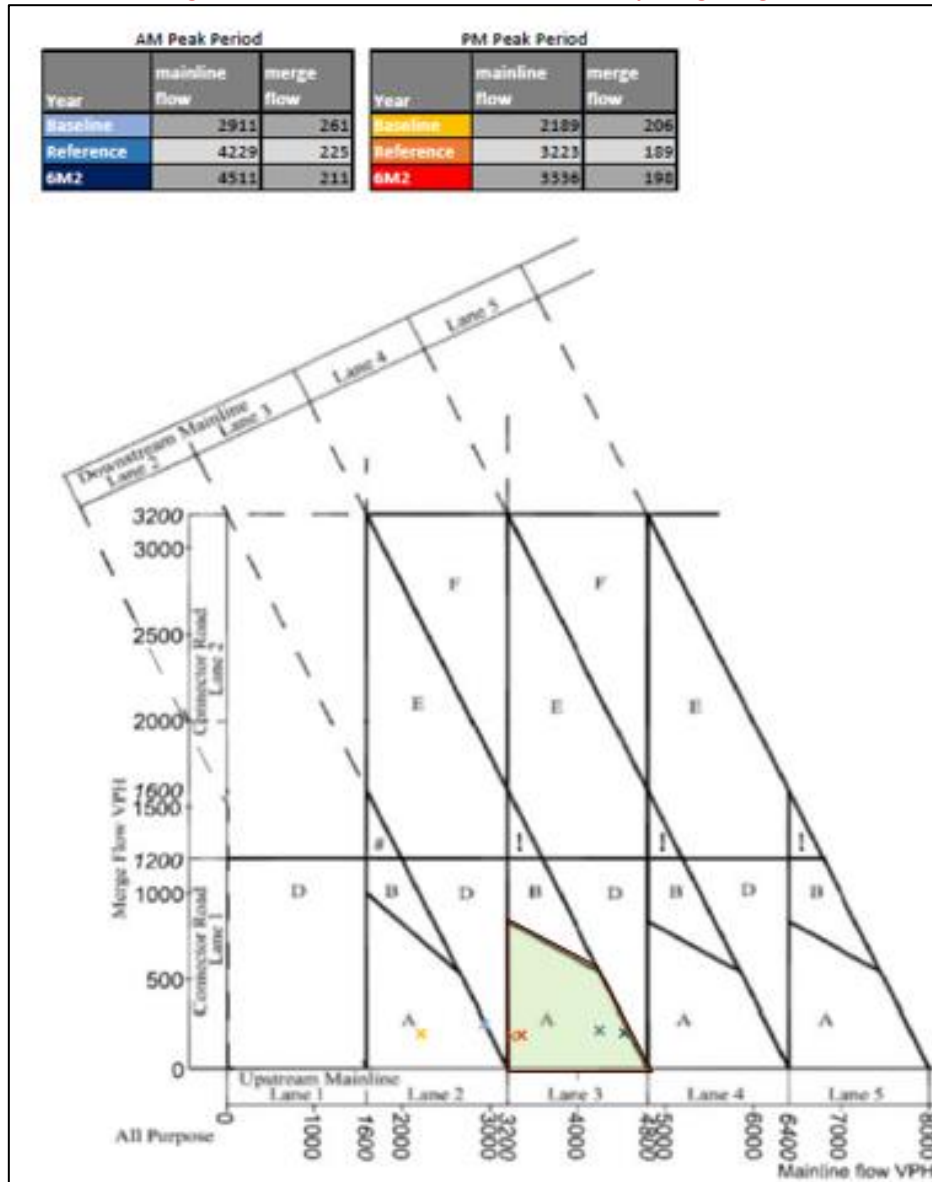 AM Peak Period
Year mainline flow merge flow
Baseline 2911 261
Reference 4229 225
6M2 4511 211
PM Peak Period
Year mainline flow merge flow
Baseline 2189 206
Reference 3223 189
6M2 3336 198
Downstream Mainline
Lane 2
Lane 3
Lane 4
Lane 5
Merge Flow VPH
Connector Road
Lane 2
Connector Road
Lane 1
3200
3000
2500
2000
1600
1500
1200
1000
500
0
F
F
E
E
E
#
!
!
!
D
B
D
B
D
B
D
B
A
A
A
A
Upstream Mainline
Lane 1
Lane 2
Lane 3
Lane 4
Lane 5
All Purpose
0
1000
1600
2000
3000
3200
4000
4800
5000
6000
6400
7000
8000
Mainline flow VPH